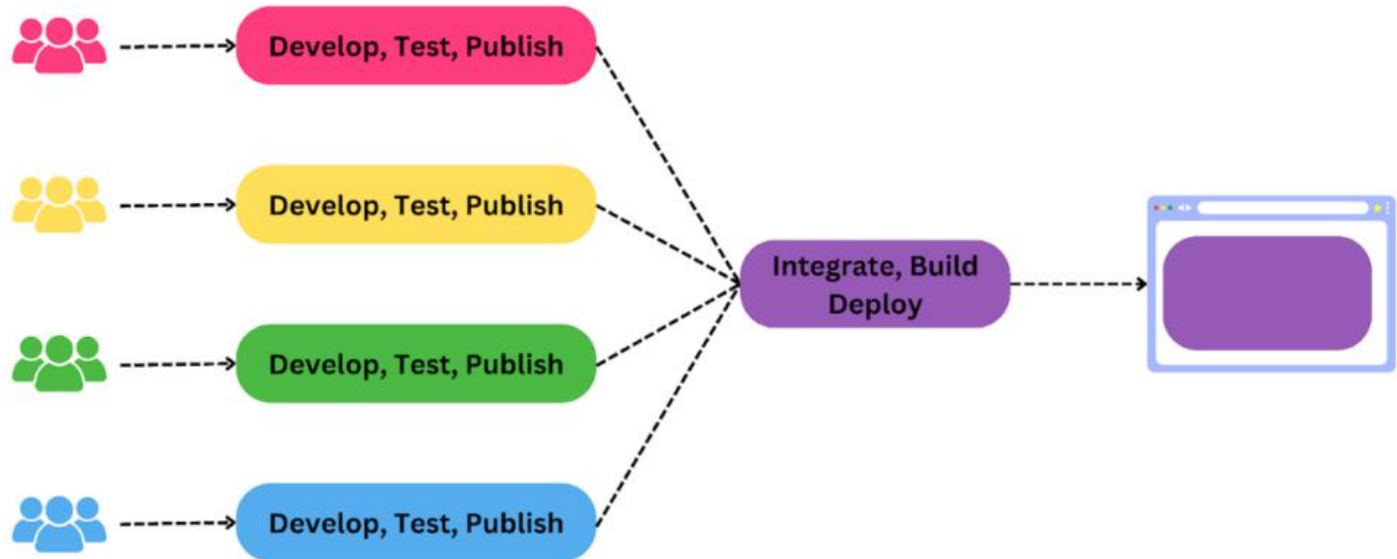 Develop, Test, Publish
Develop, Test, Publish
Develop, Test, Publish
Develop, Test, Publish
Integrate, Build
Deploy